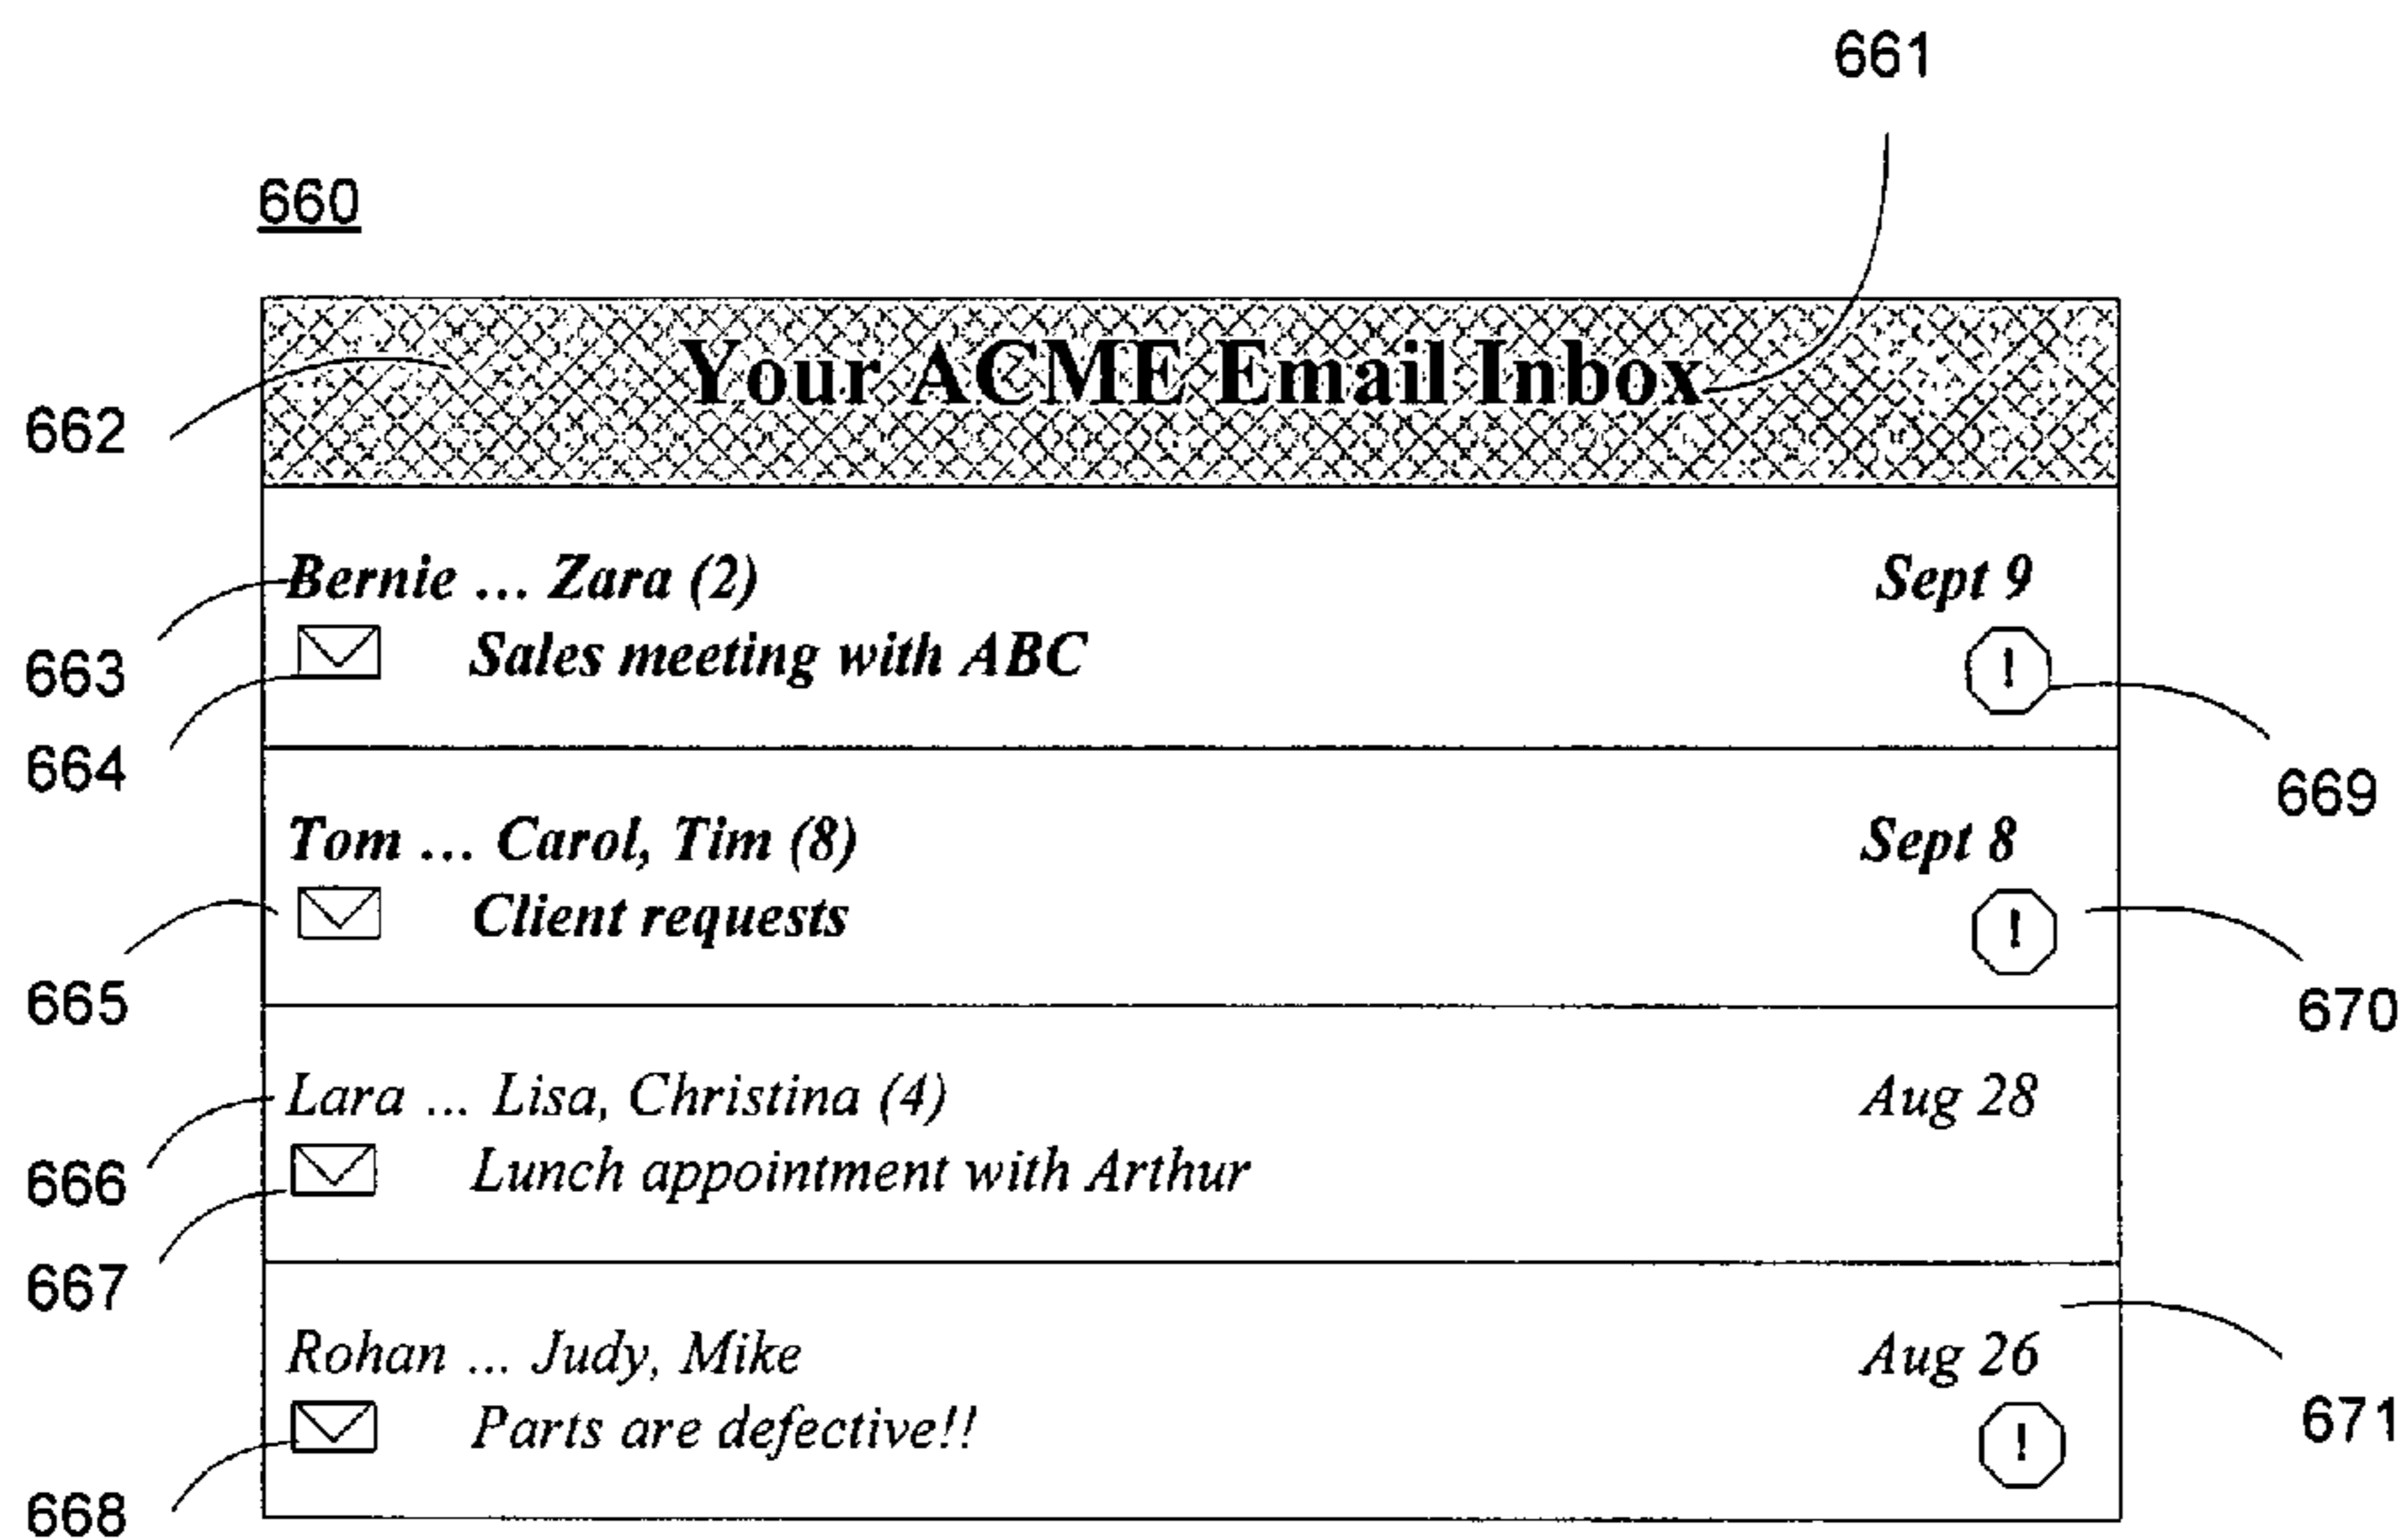 661
660
Your ACME Email Inbox
662
Bernie ... Zara (2) Sept 9
663
Sales meeting with ABC !
664
669
Tom ... Carol, Tim (8) Sept 8
Client requests !
665
670
Lara ... Lisa, Christina (4) Aug 28
666
Lunch appointment with Arthur
667
Rohan ... Judy, Mike Aug 26
671
Parts are defective!! !
668